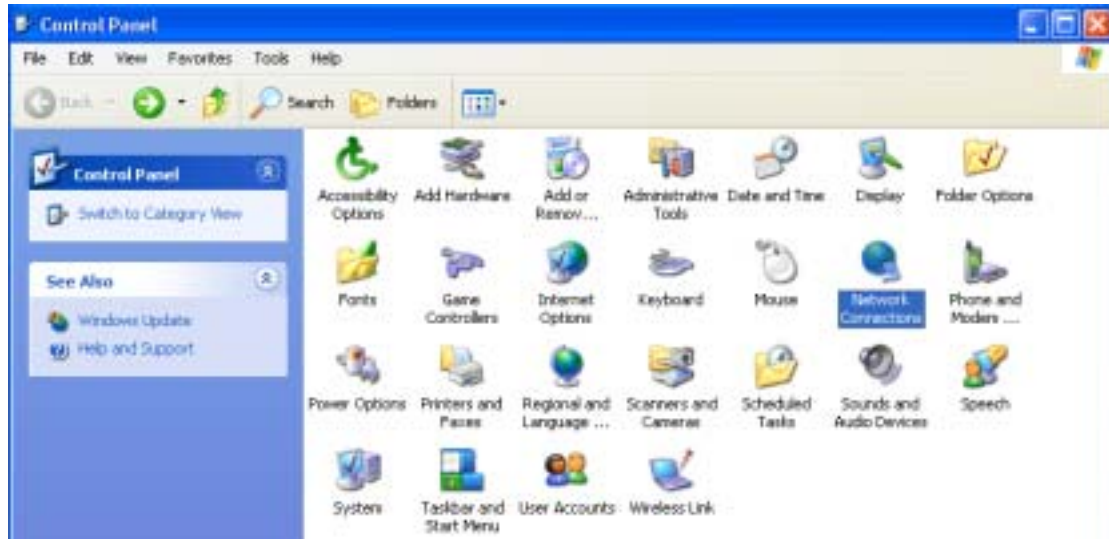 Control Panel
File Edit View Favorites Tools Help
Back Search Folders
Control Panel
Switch to Category View
See Also
Windows Update
Help and Support
Accessibility Options
Add Hardware
Add or Remov...
Administrative Tools
Date and Time
Display
Folder Options
Fonts
Game Controllers
Internet Options
Keyboard
Mouse
Network Connections
Phone and Modem ...
Power Options
Printers and Faxes
Regional and Language ...
Scanners and Cameras
Scheduled Tasks
Sounds and Audio Devices
Speech
System
Taskbar and Start Menu
User Accounts
Wireless Link